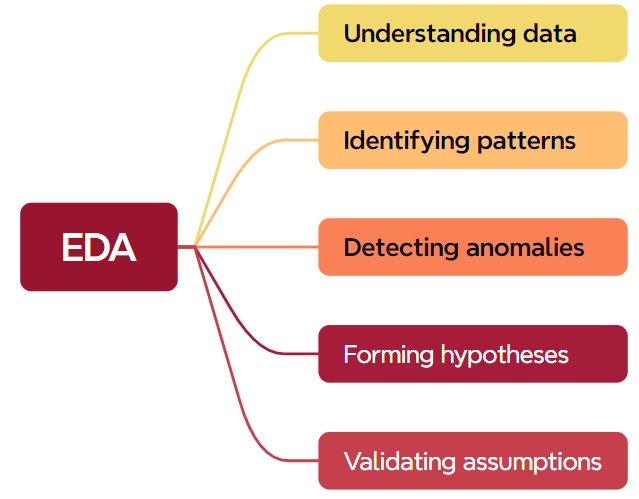 EDA
Understanding data
Identifying patterns
Detecting anomalies
Forming hypotheses
Validating assumptions